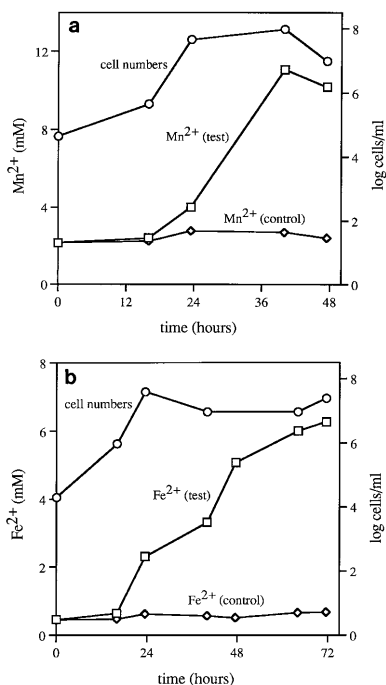 a
12
8
4
0
Mn2+ (mM)
cell numbers
Mn2+ (test)
Mn2+ (control)
8
6
4
2
0
log cells/ml
0 12 24 36 48
time (hours)
b
8
6
4
2
0
Fe2+ (mM)
cell numbers
Fe2+ (test)
Fe2+ (control)
8
6
4
2
0
log cells/ml
0 24 48 72
time (hours)